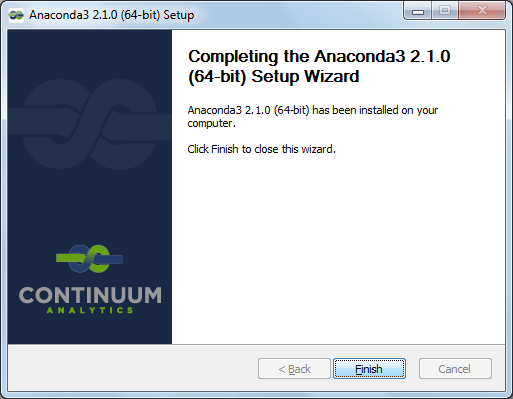 Anaconda3 2.1.0 (64-bit) Setup
Completing the Anaconda3 2.1.0
(64-bit) Setup Wizard
Anaconda3 2.1.0 (64-bit) has been installed on your
computer.
Click Finish to close this wizard.
CONTINUUM
ANALYTICS
< Back
Finish
Cancel